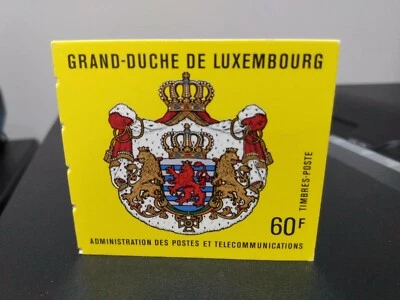 GRAND-DUCHE DE LUXEMBOURG
TIMBRES-POSTE
60F
ADMINISTRATION DES POSTES ET TELECOMMUNICATIONS